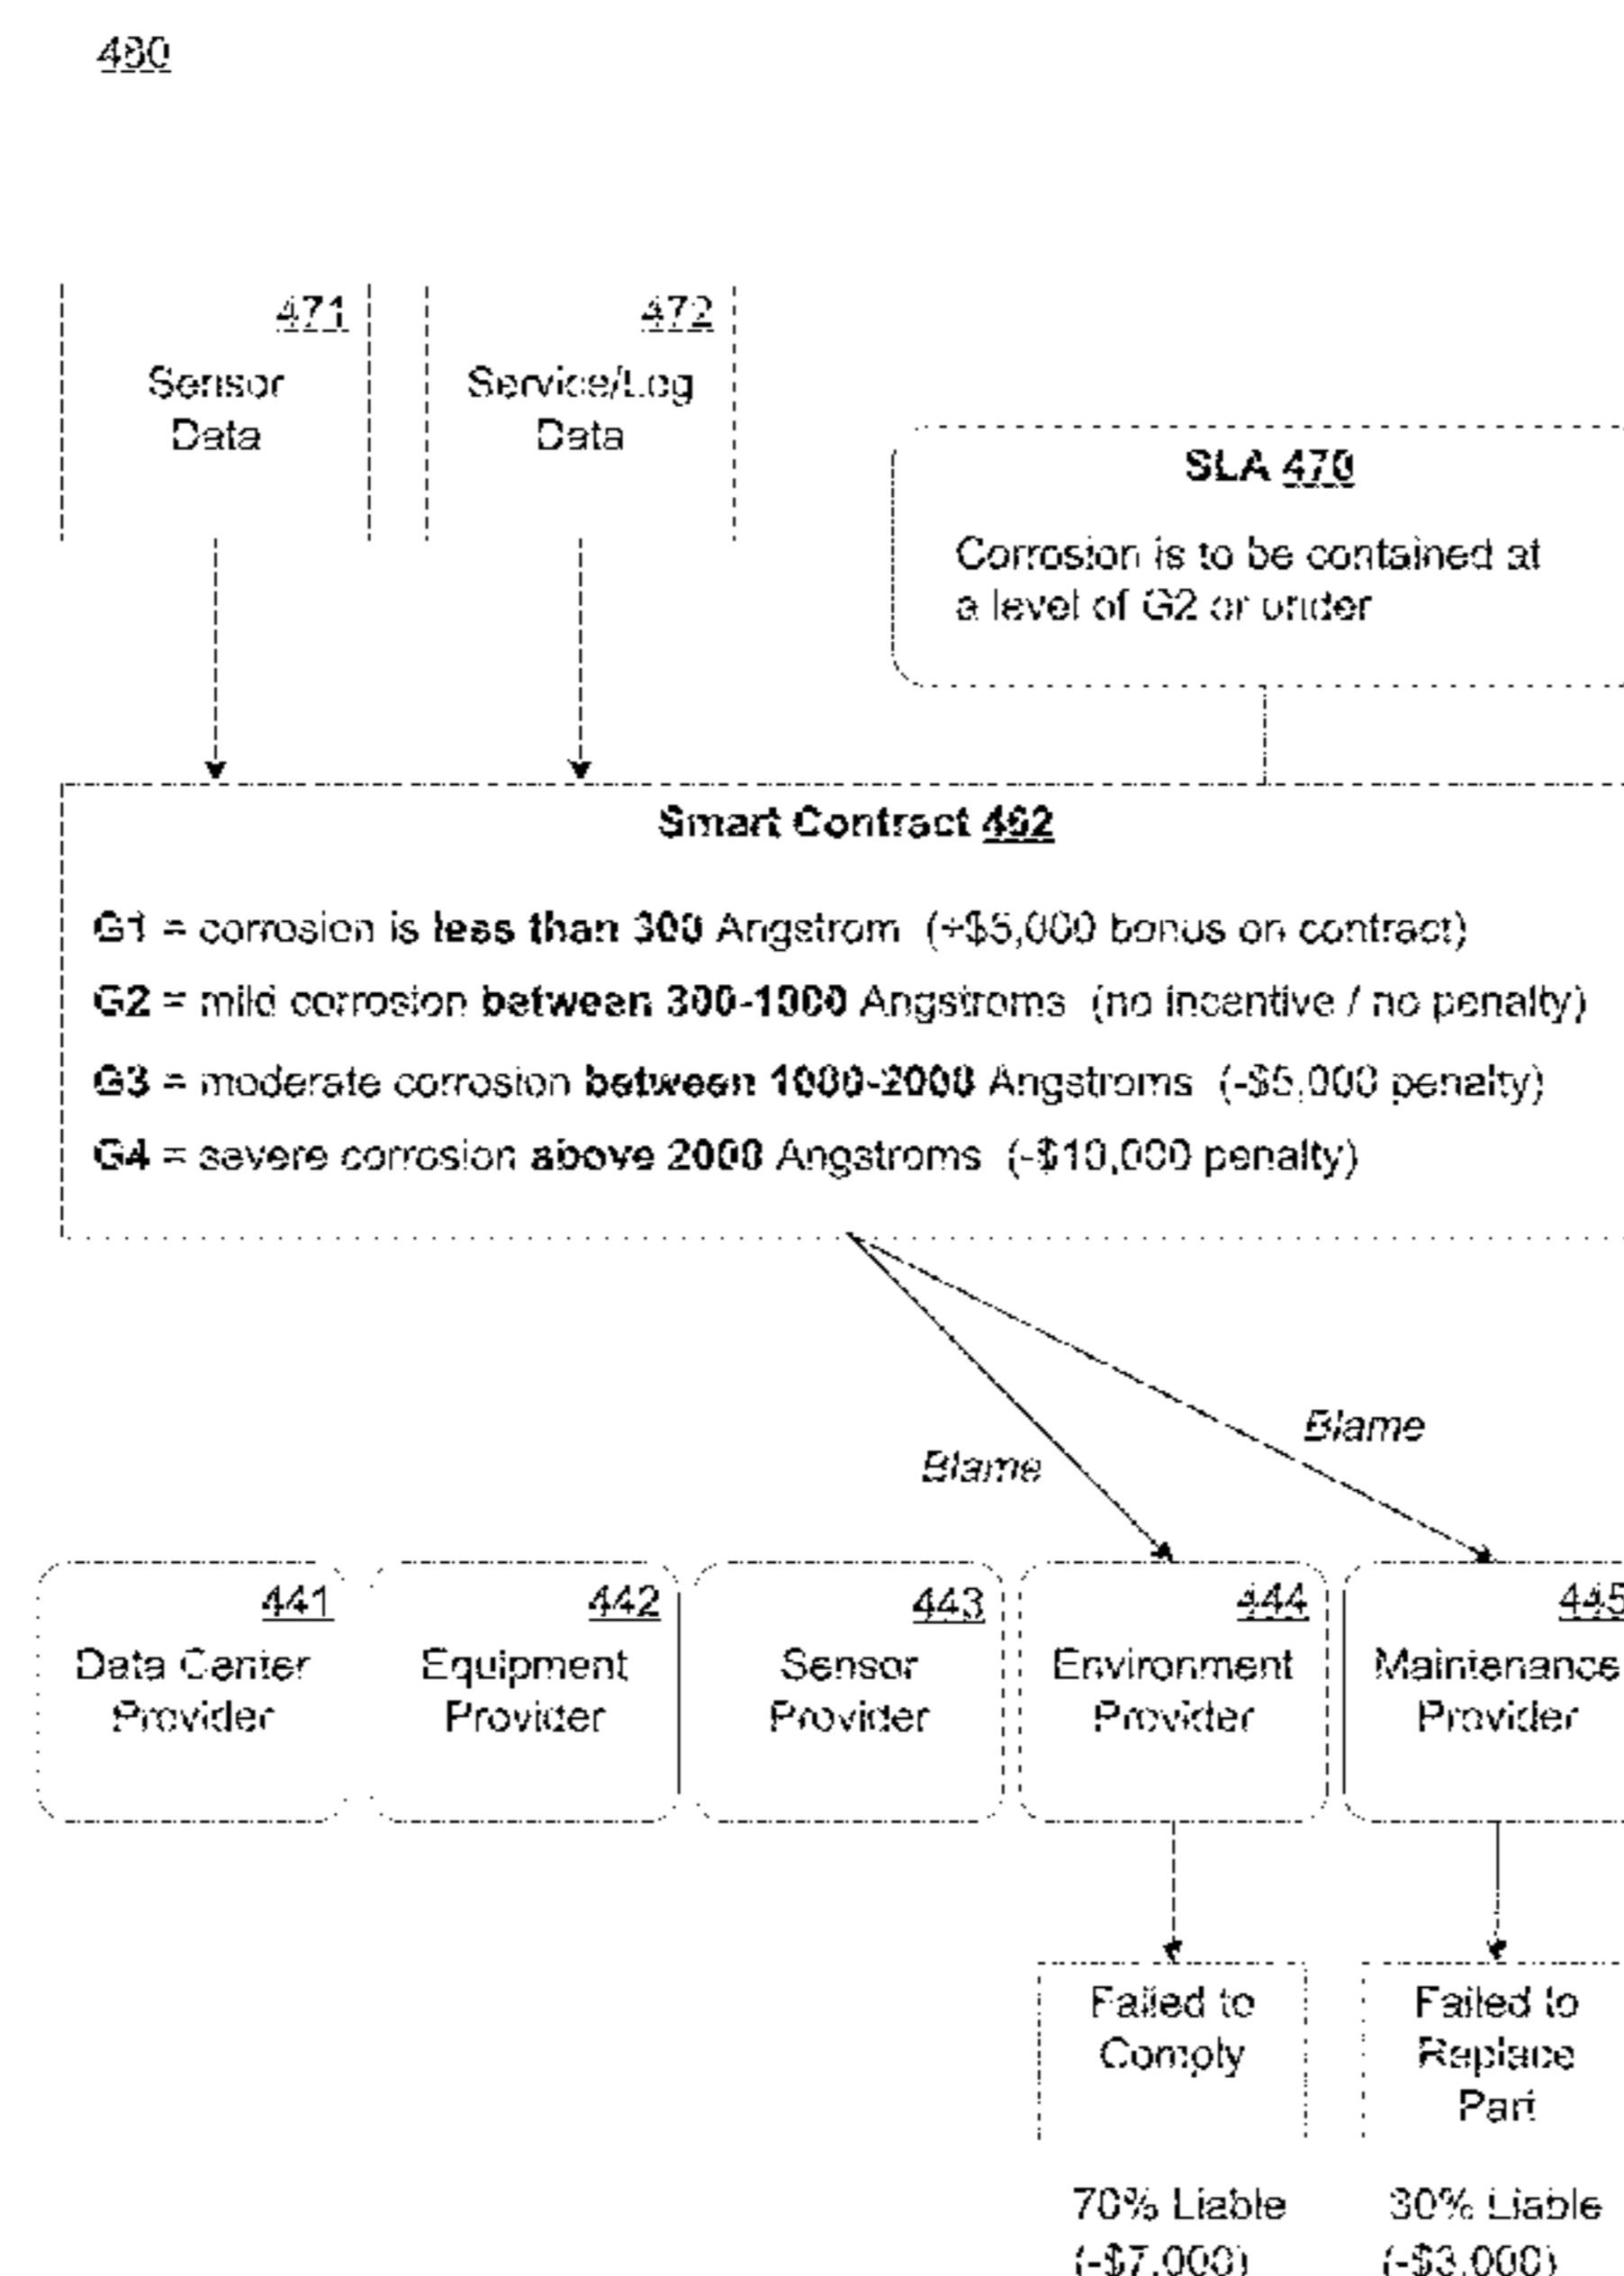 480
471
Sensor
Data
472
Service/Log
Data
SLA 470
Corrosion is to be contained at
a level of G2 or under
Smart Contract 462
G1 = corrosion is less than 300 Angstrom (+$5,000 bonus on contract)
G2 = mild corrosion between 300-1000 Angstroms (no incentive / no penalty)
G3 = moderate corrosion between 1000-2000 Angstroms (-$5,000 penalty)
G4 = severe corrosion above 2000 Angstroms (-$10,000 penalty)
Blame
Blame
441
Data Center
Provider
442
Equipment
Provider
443
Sensor
Provider
444
Environment
Provider
445
Maintenance
Provider
Failed to
Comply
Failed to
Replace
Part
70% Liable
(-$7,000)
30% Liable
(-$3,000)